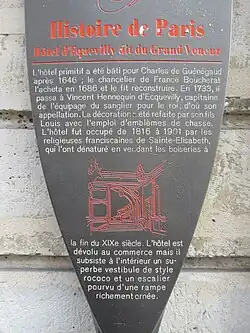 Histoire de Paris
Hôtel d'Equevilly dit du Grand Veneur
L'hôtel primitif a été bâti pour Charles de Guénégaud
après 1646 ; le chancelier de France Boucherat
l'acheta en 1686 et le fit reconstruire. En 1733, il
passa à Vincent Hennequin d'Ecquevilly, capitaine
de l'équipage du sanglier pour le roi, d'où son
appellation. La décoration a été refaite par son fils
Louis avec l'emploi d'emblèmes de chasse.
L'hôtel fut occupé de 1816 à 1901 par les
religieuses franciscaines de Sainte-Elisabeth,
qui l'ont dénaturé en vendant les boiseries à
la fin du XIXe siècle. L'hôtel est
dévolu au commerce mais il
subsiste à l'intérieur un su-
perbe vestibule de style
rococo et un escalier
pourvu d'une rampe
richement ornée.